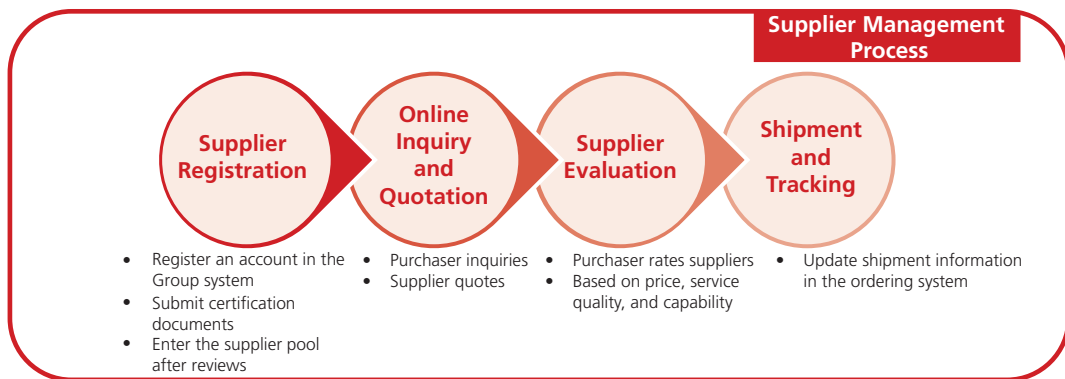 Supplier Management
Process
Supplier
Registration
Online
Inquiry
and
Quotation
Supplier
Evaluation
Shipment
and
Tracking
• Register an account in the
Group system
• Submit certification
documents
• Enter the supplier pool
after reviews
• Purchaser inquiries
• Supplier quotes
• Purchaser rates suppliers
• Based on price, service
quality, and capability
• Update shipment information
in the ordering system